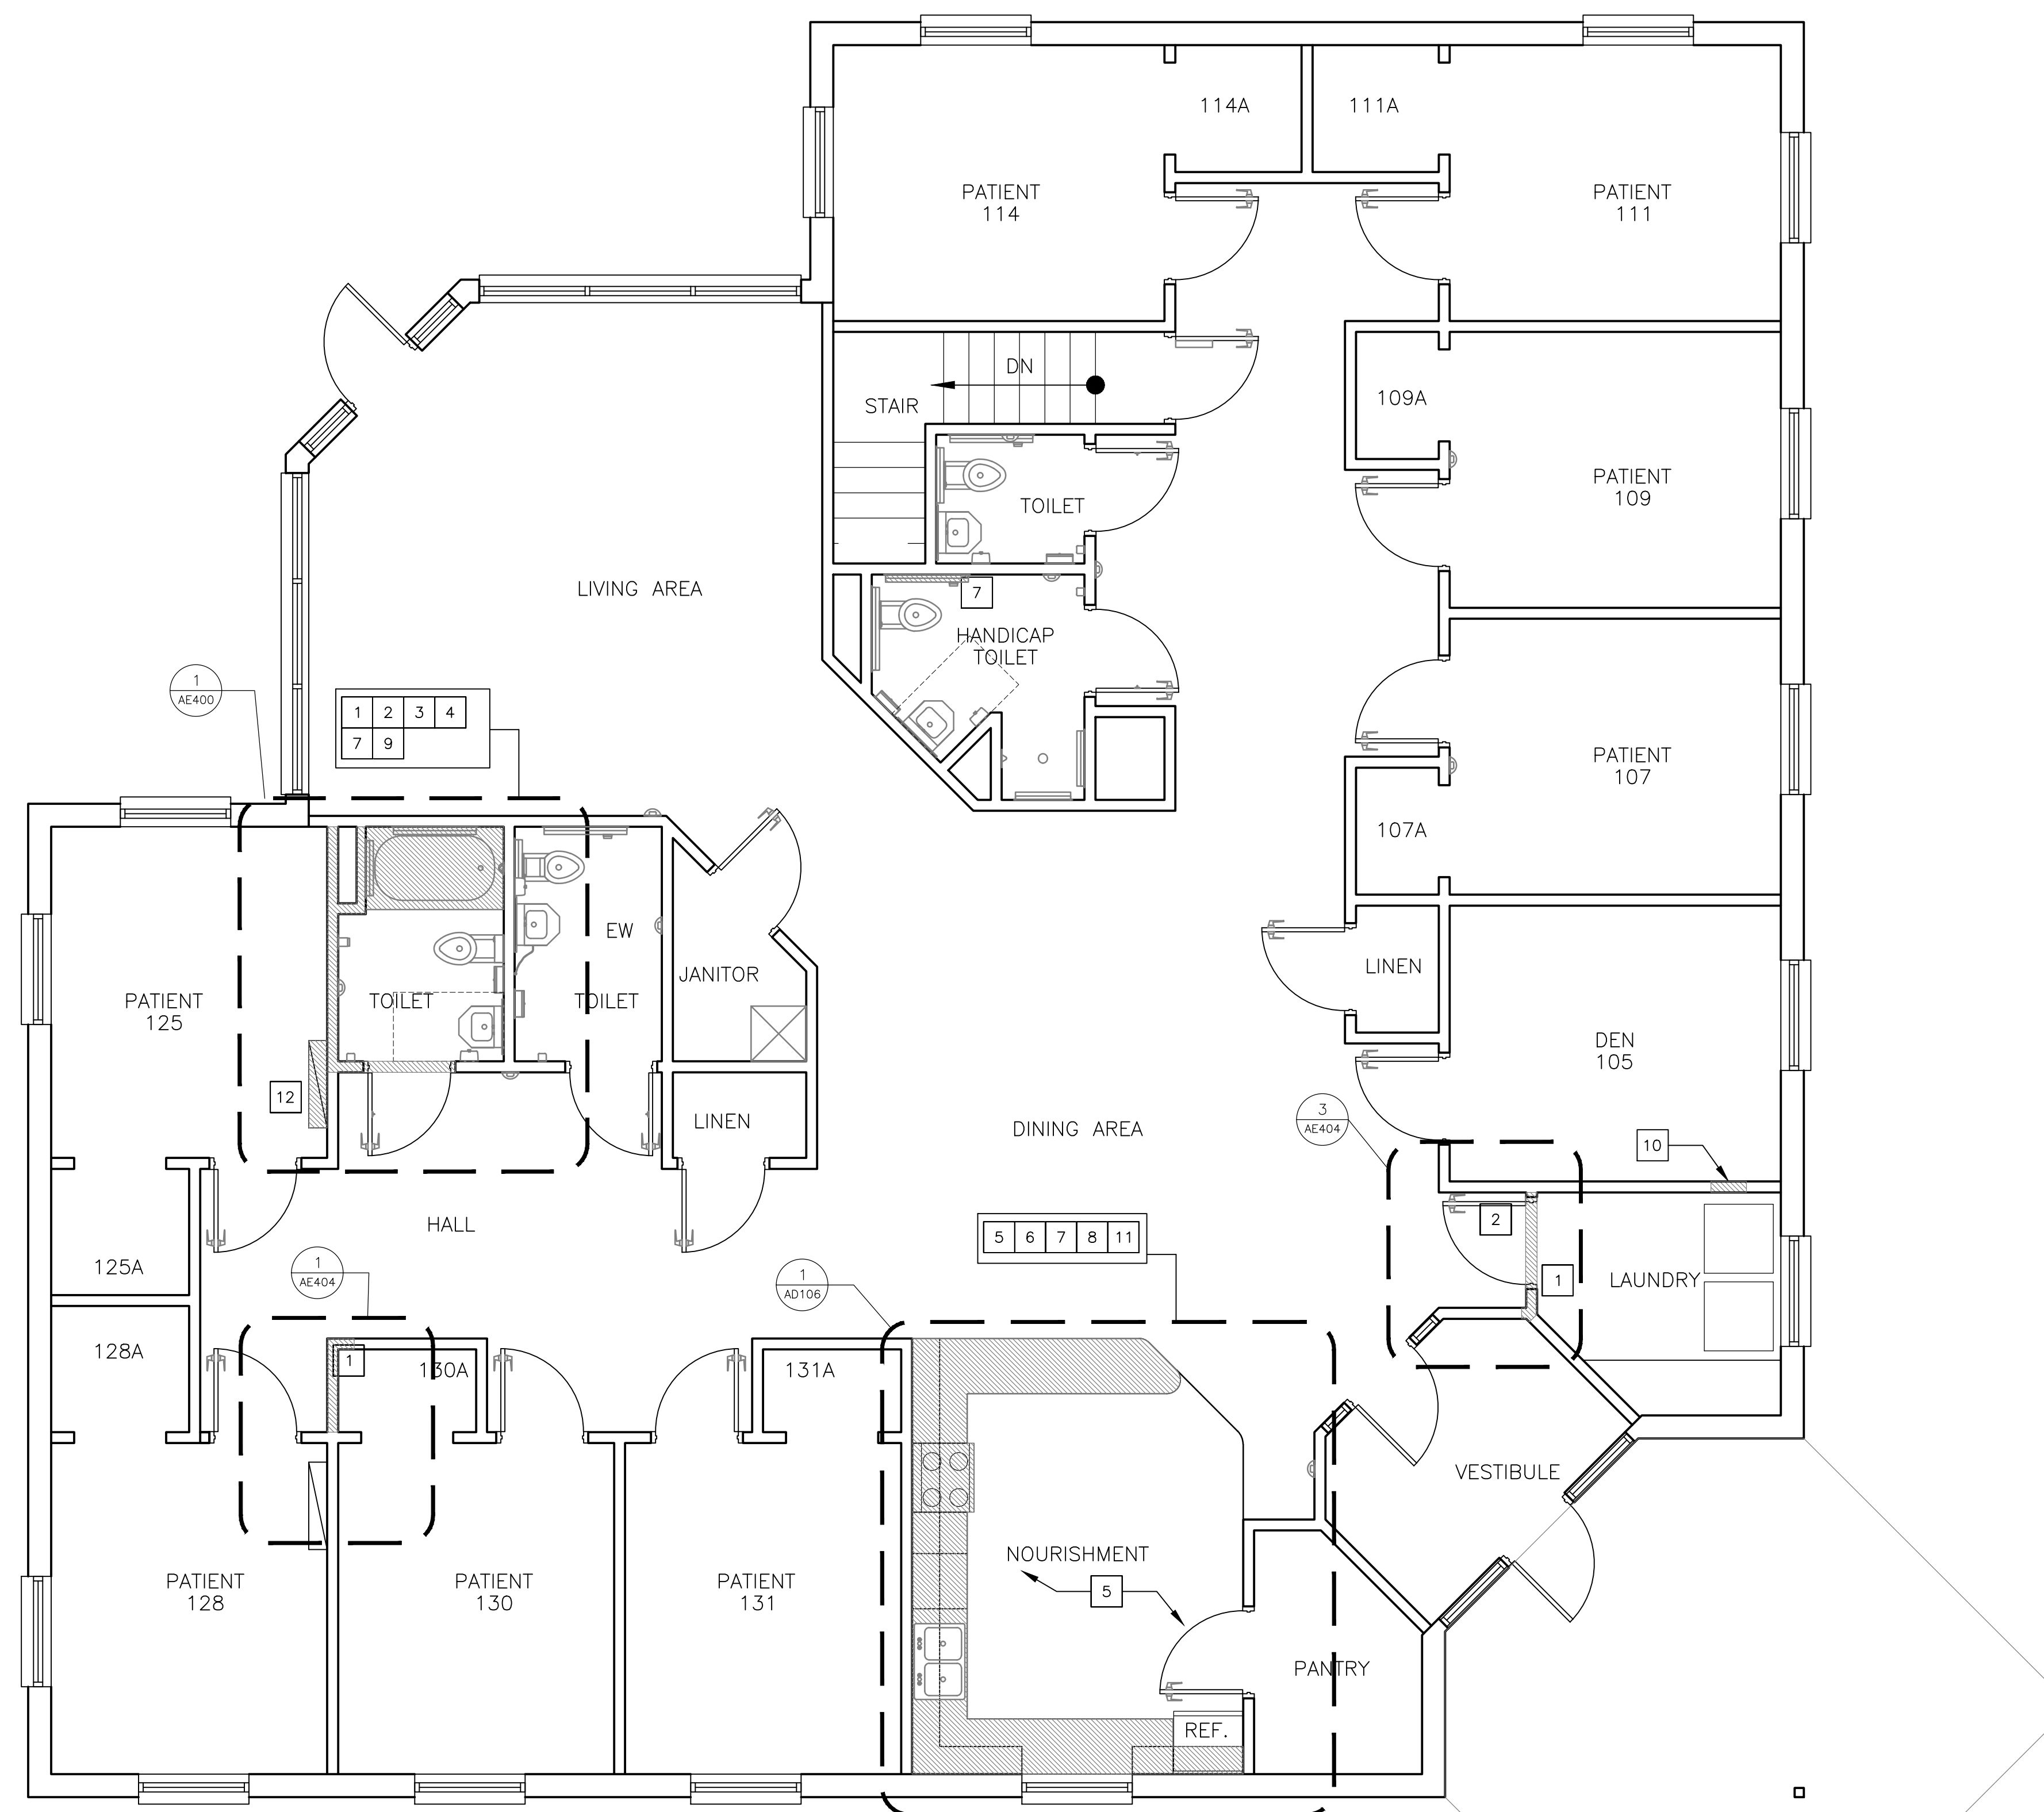 114A
111A
PATIENT
114
PATIENT
111
DN
STAIR
109A
PATIENT
109
TOILET
LIVING AREA
7
HANDICAP
TOILET
1
AE400
1 2 3 4
7 9
PATIENT
107
107A
EW
JANITOR
LINEN
PATIENT
125
TOILET
TOILET
DEN
105
12
LINEN
DINING AREA
3
AE404
10
HALL
2
5 6 7 8 11
125A
1
AE404
1
AD106
1
LAUNDRY
128A
1
130A
131A
VESTIBULE
NOURISHMENT
5
PATIENT
128
PATIENT
130
PATIENT
131
PANTRY
REF.